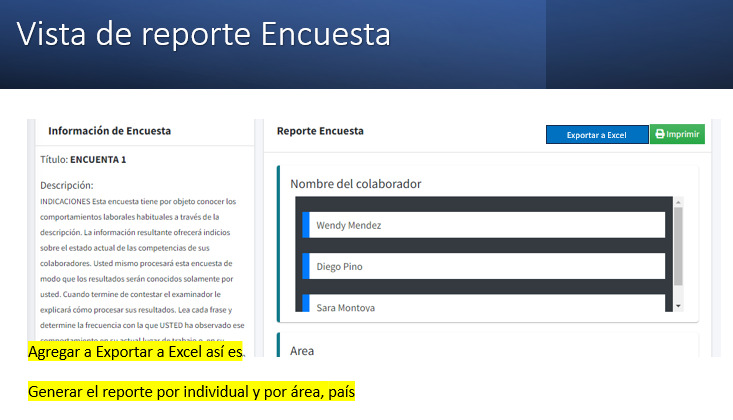 Vista de reporte Encuesta
Información de Encuesta
Título: ENCUENTA 1
Descripción:
INDICACIONES Esta encuesta tiene por objeto conocer los
comportamientos laborales habituales a través de la
descripción. La información resultante ofrecerá indicios
sobre el estado actual de las competencias de sus
colaboradores. Usted mismo procesará esta encuesta de
modo que los resultados serán conocidos solamente por
usted. Cuando termine de contestar el examinador le
explicará cómo procesar sus resultados. Lea cada frase y
determine la frecuencia con la que USTED ha observado ese
comportamiento en su actual lugar de trabajo o, en su
Reporte Encuesta
Exportar a Excel
Imprimir
Nombre del colaborador
Wendy Mendez
Diego Pino
Sara Montoya
Area
Agregar a Exportar a Excel así es.
Generar el reporte por individual y por área, país